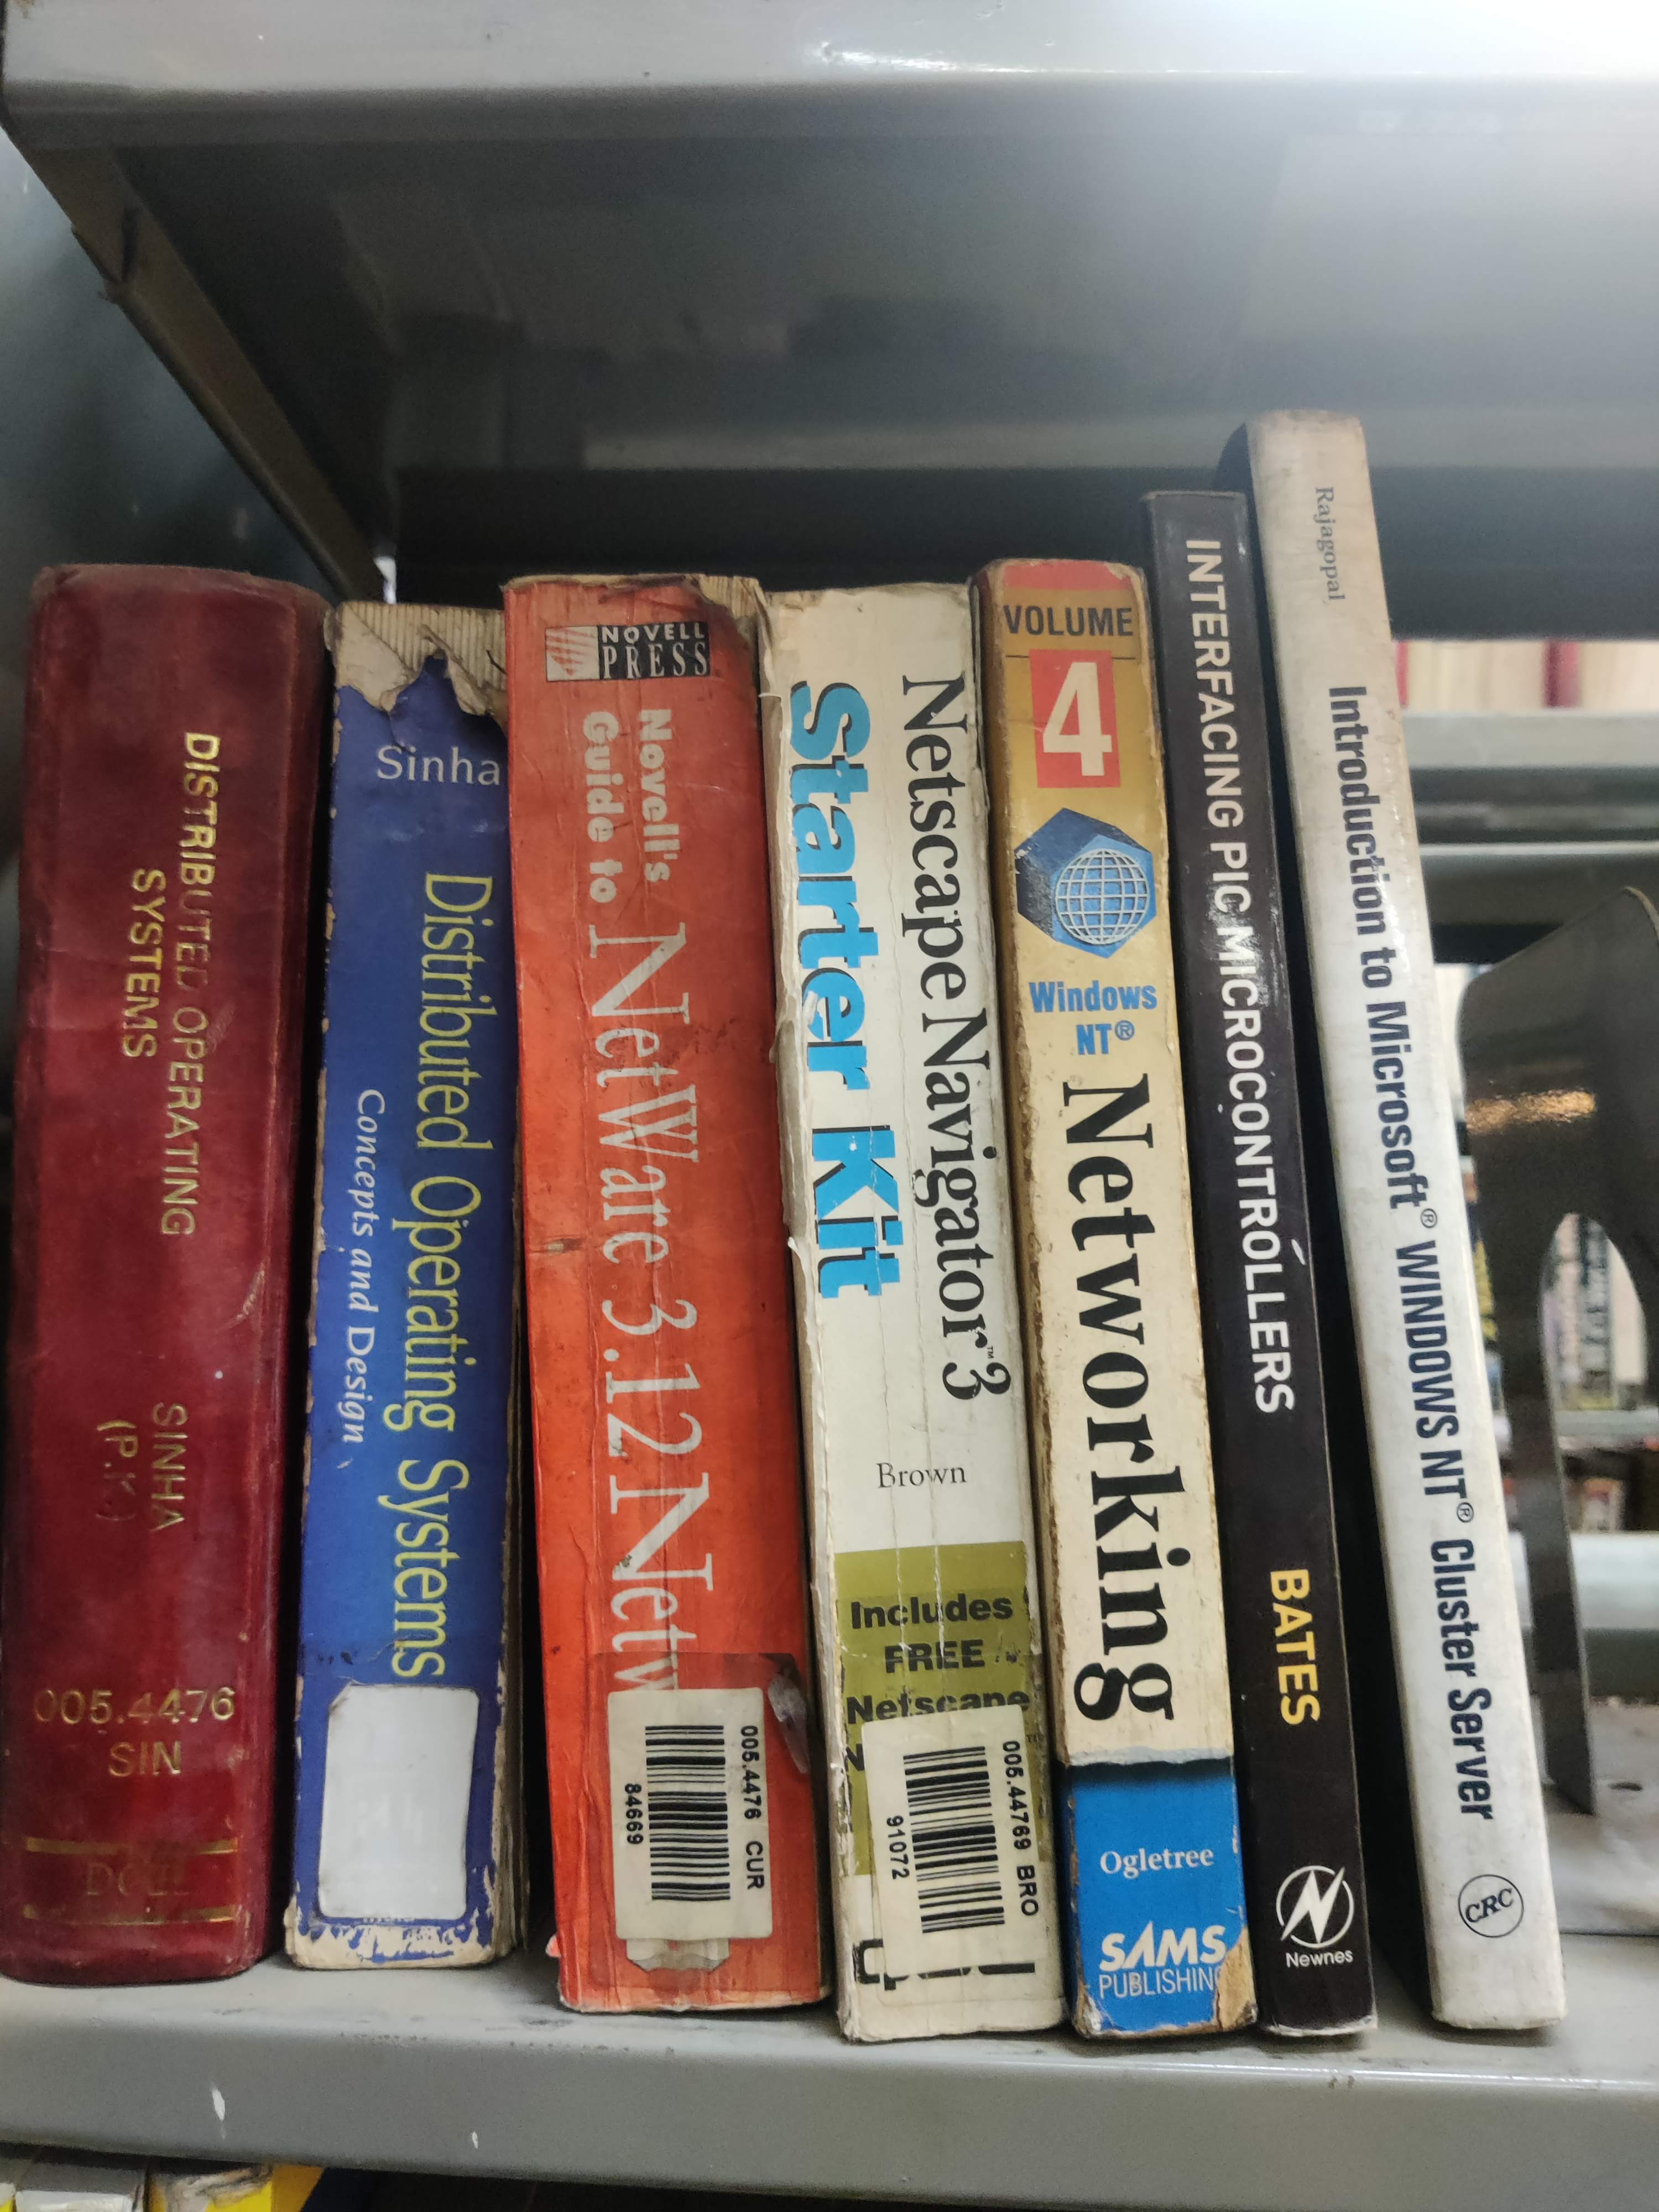 DISTRIBUTED OPERATING
SYSTEMS
SINHA
(P.K.)
005.4476
SIN
Sinha
Distributed Operating Systems
Concepts and Design
NOVELL
PRESS
Novell's
Guide to
NetWare 3.12 Netw
005.4476 CUR
84669
Netscape Navigator™ 3
Starter Kit
Brown
Includes
FREE
Netscape
005.44769 BRO
91072
VOLUME
4
Windows
NT®
Networking
Ogletree
SAMS
PUBLISHING
INTERFACING PIC MICROCONTROLLERS
BATES
Newnes
Rajagopal
Introduction to Microsoft® WINDOWS NT® Cluster Server
CRC